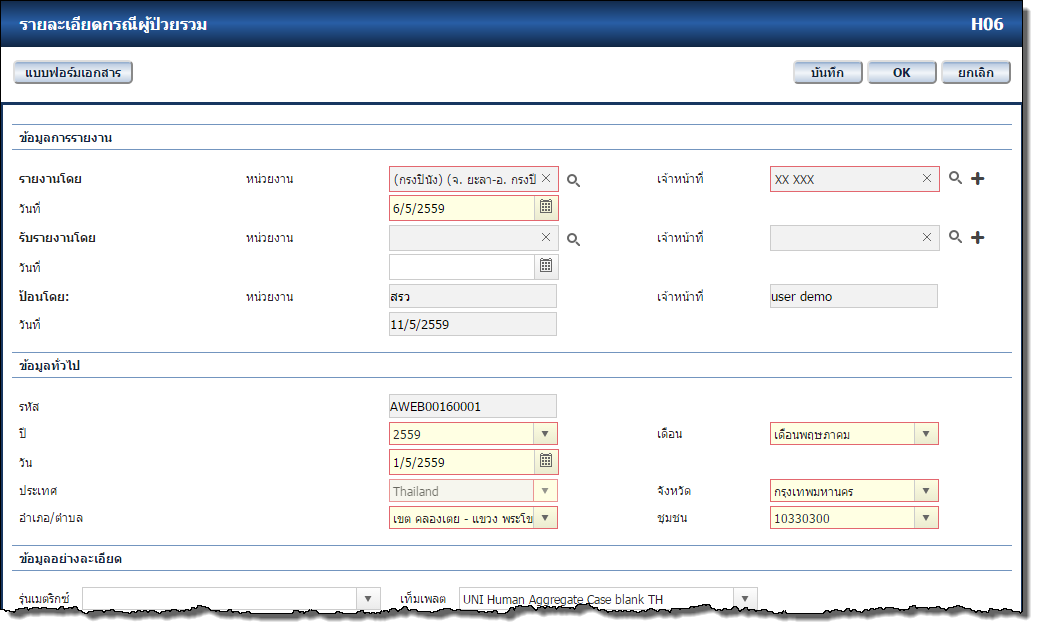 รายละเอียดกรณีผู้ป่วยรวม H06
แบบฟอร์มเอกสาร บันทึก OK ยกเลิก
ข้อมูลการรายงาน
รายงานโดย หน่วยงาน (กรงปินัง) (จ. ยะลา-อ. กรงปิ เจ้าหน้าที่ XX XXX
วันที่ 6/5/2559
รับรายงานโดย หน่วยงาน เจ้าหน้าที่
วันที่
ป้อนโดย: หน่วยงาน สรว เจ้าหน้าที่ user demo
วันที่ 11/5/2559
ข้อมูลทั่วไป
รหัส AWEB00160001
ปี 2559 เดือน เดือนพฤษภาคม
วัน 1/5/2559
ประเทศ Thailand จังหวัด กรุงเทพมหานคร
อำเภอ/ตำบล เขต คลองเตย - แขวง พระโข ชุมชน 10330300
ข้อมูลอย่างละเอียด
รุ่นเมตริกซ์ เท็มเพลต UNI Human Aggregate Case blank TH